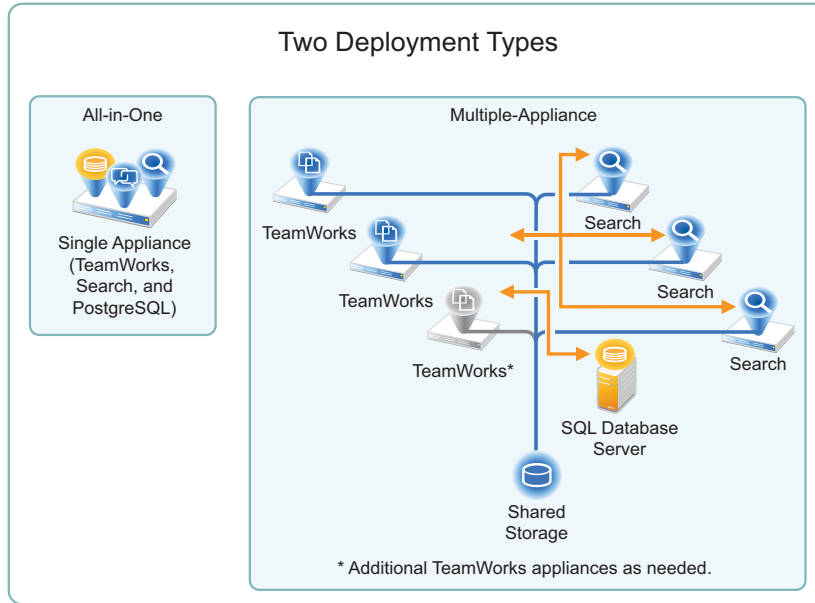 Two Deployment Types
All-in-One
Single Appliance
(TeamWorks,
Search, and
PostgreSQL)
Multiple-Appliance
TeamWorks
Search
TeamWorks
Search
TeamWorks*
Search
SQL Database
Server
Shared
Storage
* Additional TeamWorks appliances as needed.